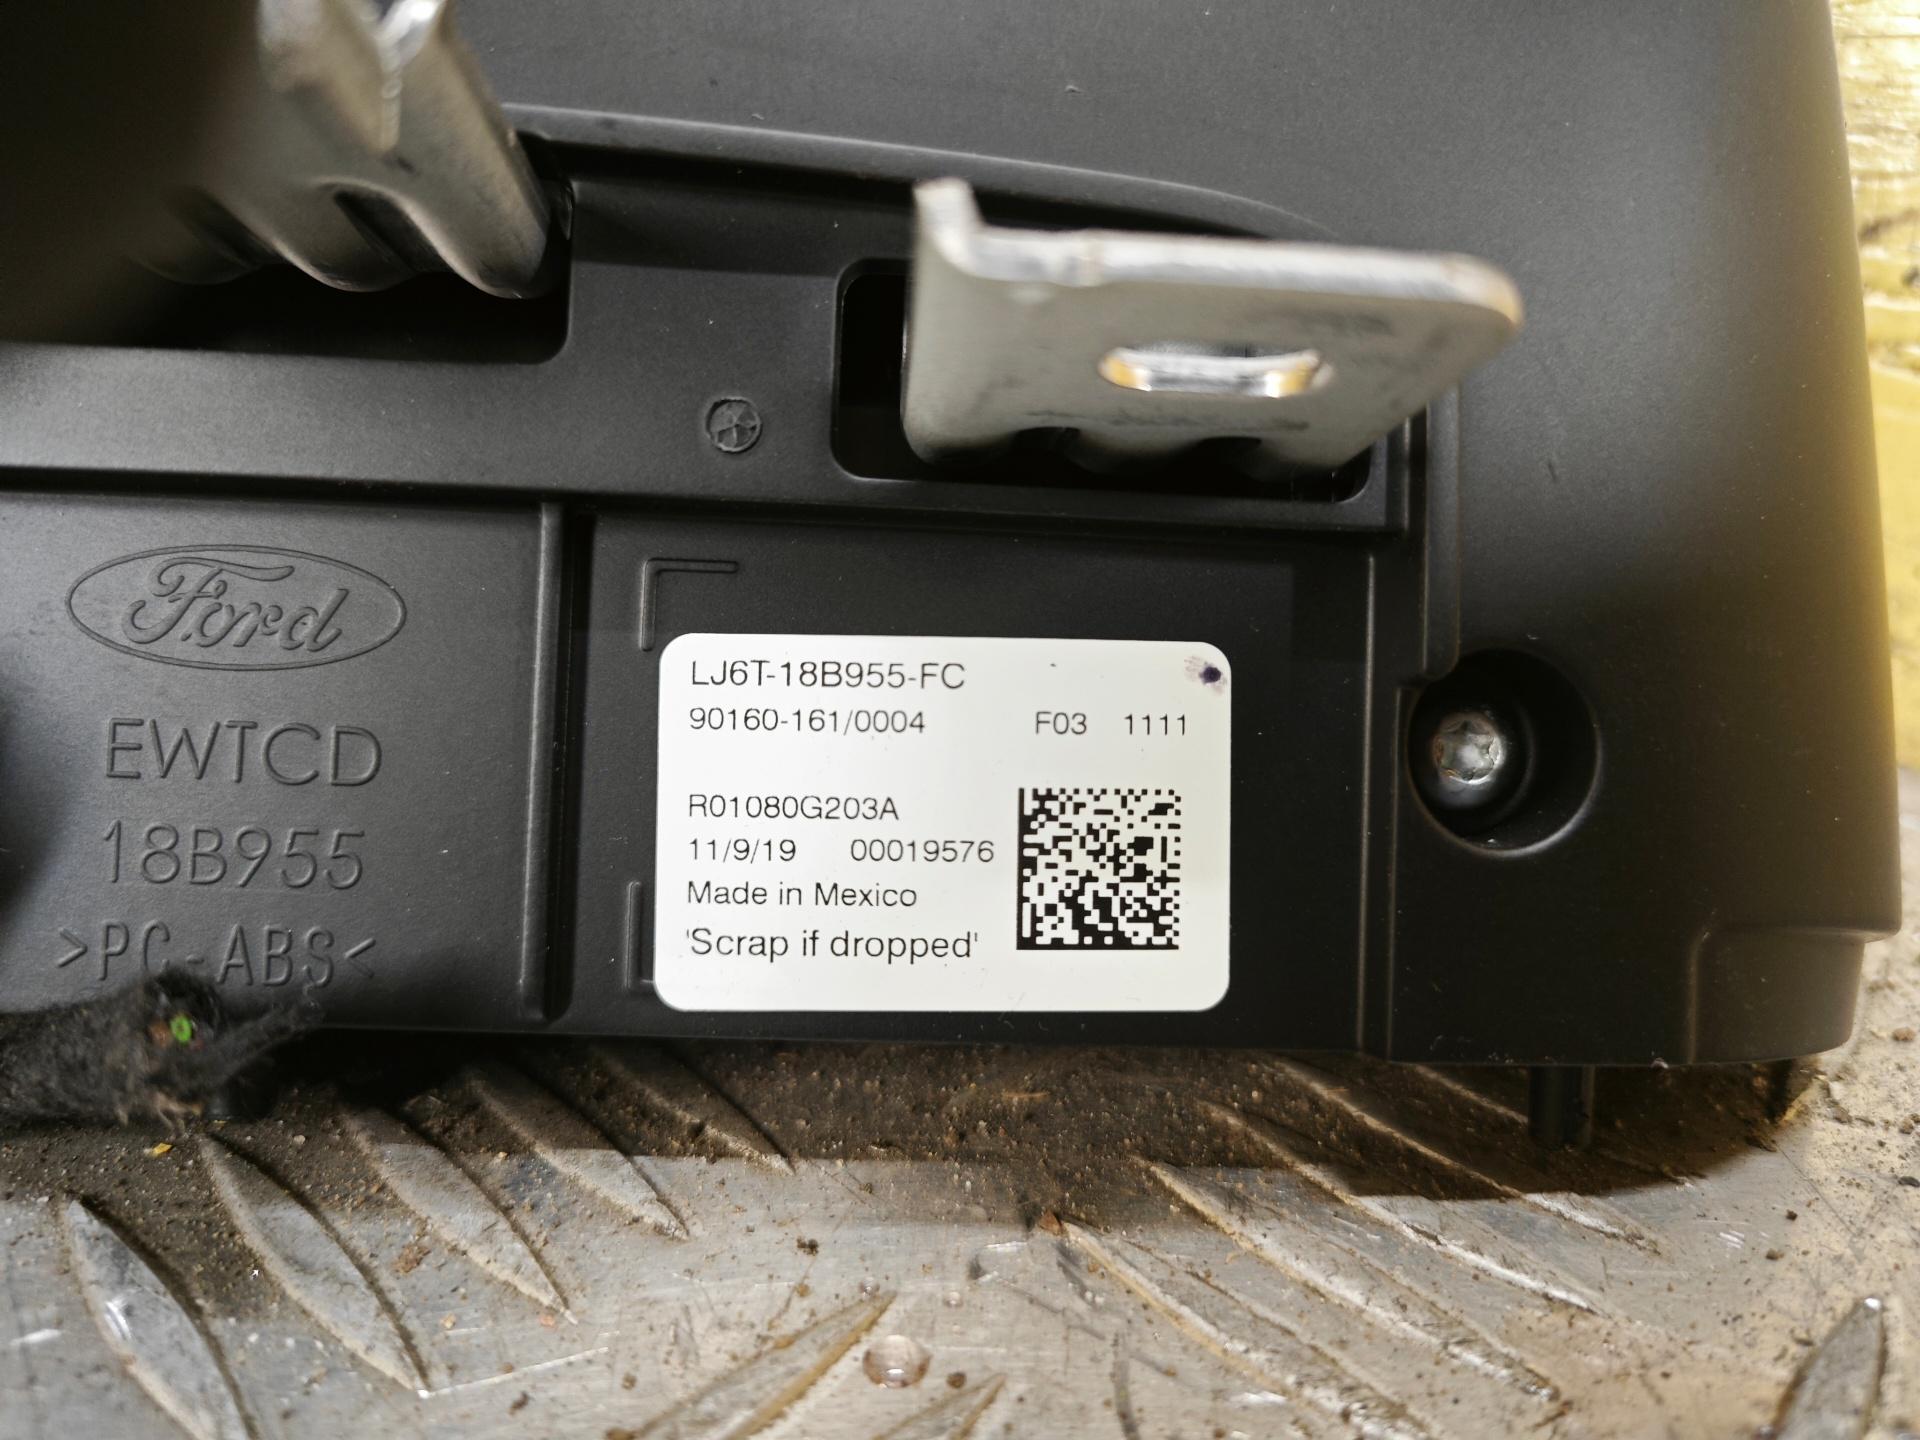 Ford
EWTCD
18B955
>PC-ABS<
LJ6T-18B955-FC
90160-161/0004 F03 1111
R01080G203A
11/9/19 00019576
Made in Mexico
'Scrap if dropped'